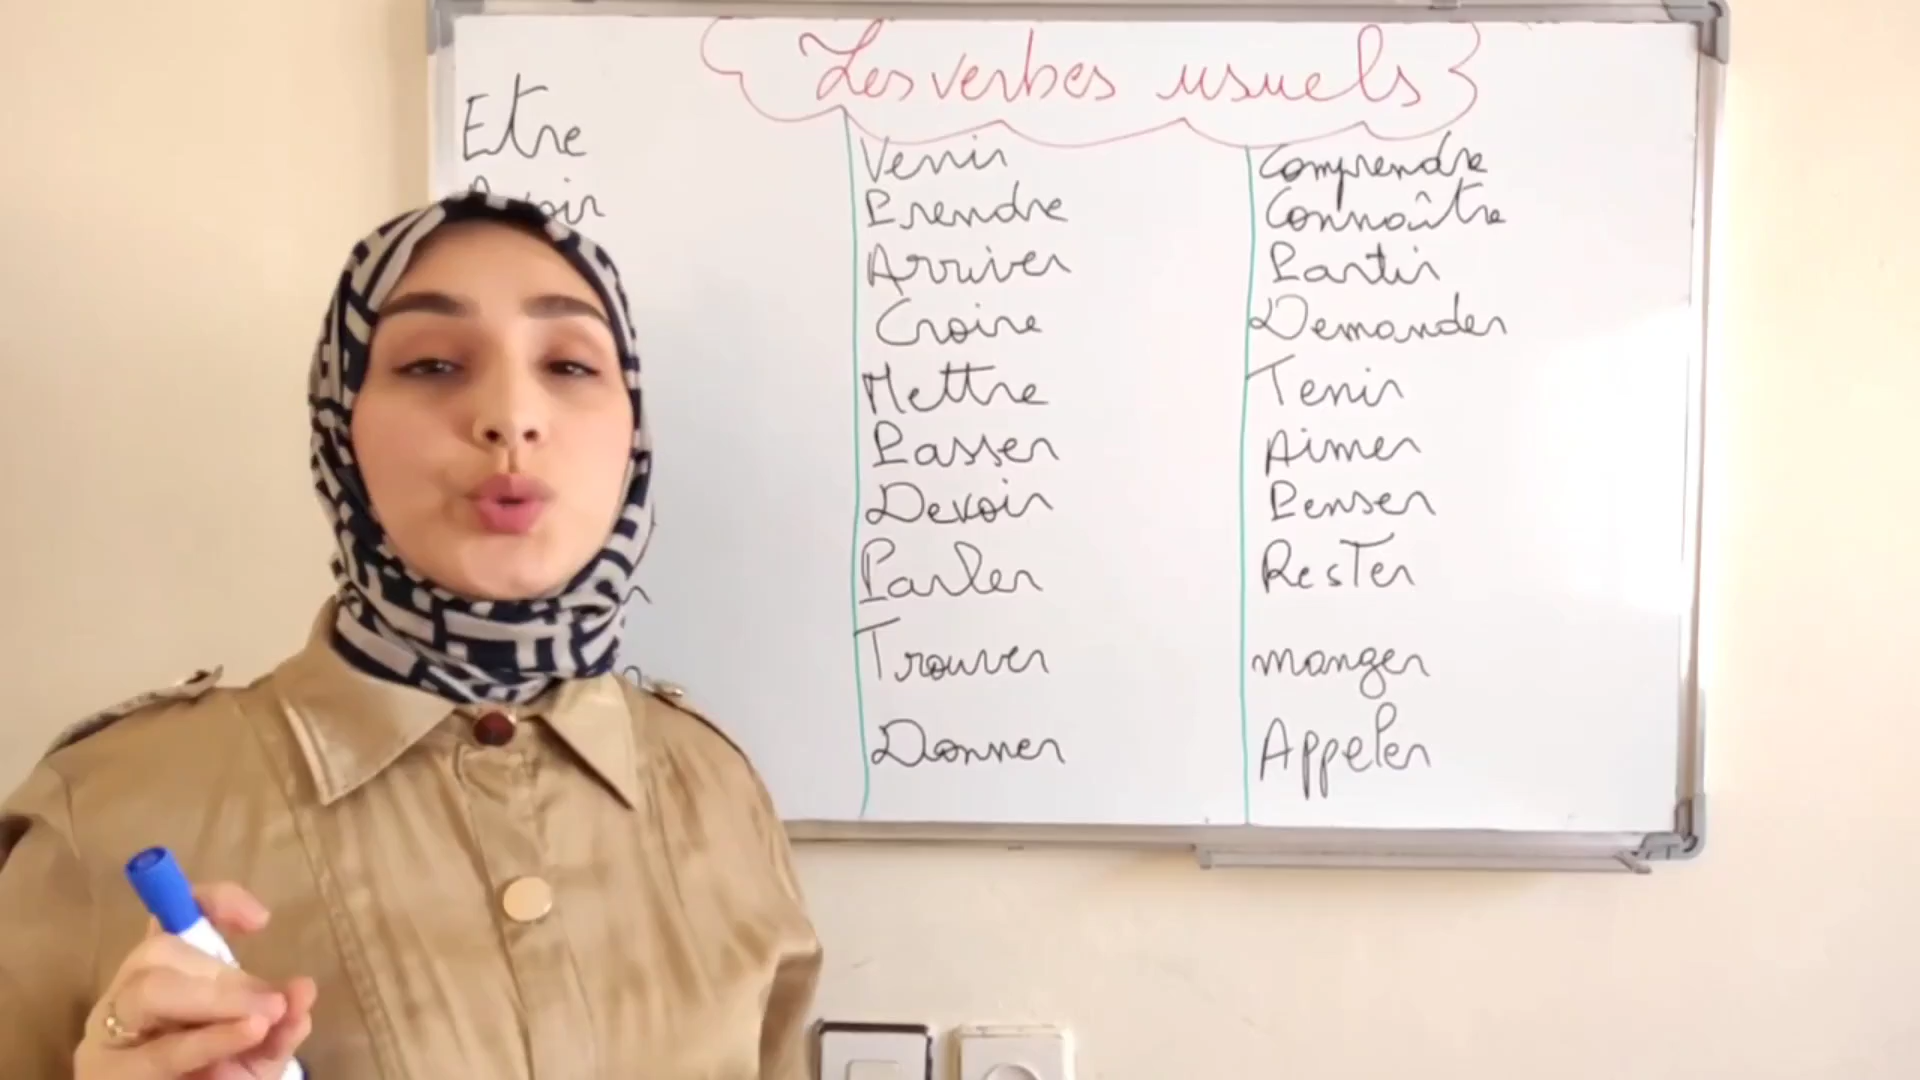 Les verbes usuels
Etre
Avoir
Venir
Prendre
Arriver
Croire
Mettre
Passer
Devoir
Parler
Trouver
Donner
Comprendre
Connaître
Partir
Demander
Tenir
Aimer
Penser
Rester
manger
Appeler